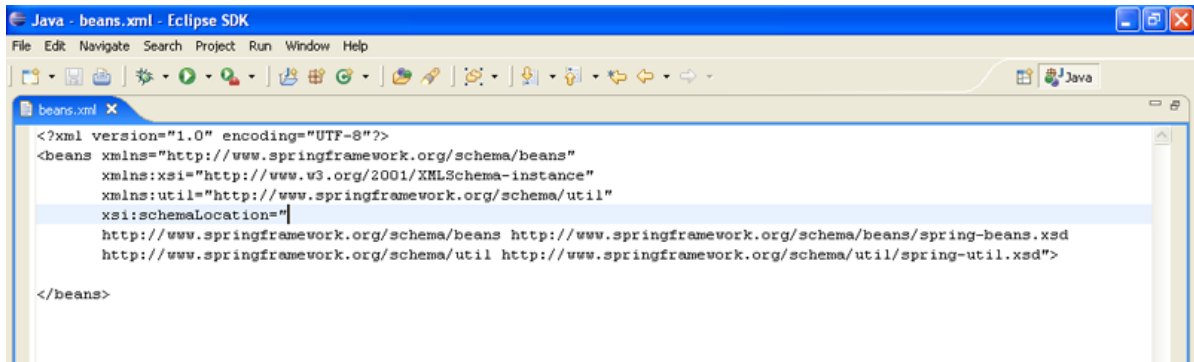 Java - beans.xml - Eclipse SDK
File Edit Navigate Search Project Run Window Help
Java
beans.xml
<?xml version="1.0" encoding="UTF-8"?>
<beans xmlns="http://www.springframework.org/schema/beans"
xmlns:xsi="http://www.w3.org/2001/XMLSchema-instance"
xmlns:util="http://www.springframework.org/schema/util"
xsi:schemaLocation="
http://www.springframework.org/schema/beans http://www.springframework.org/schema/beans/spring-beans.xsd
http://www.springframework.org/schema/util http://www.springframework.org/schema/util/spring-util.xsd">
</beans>